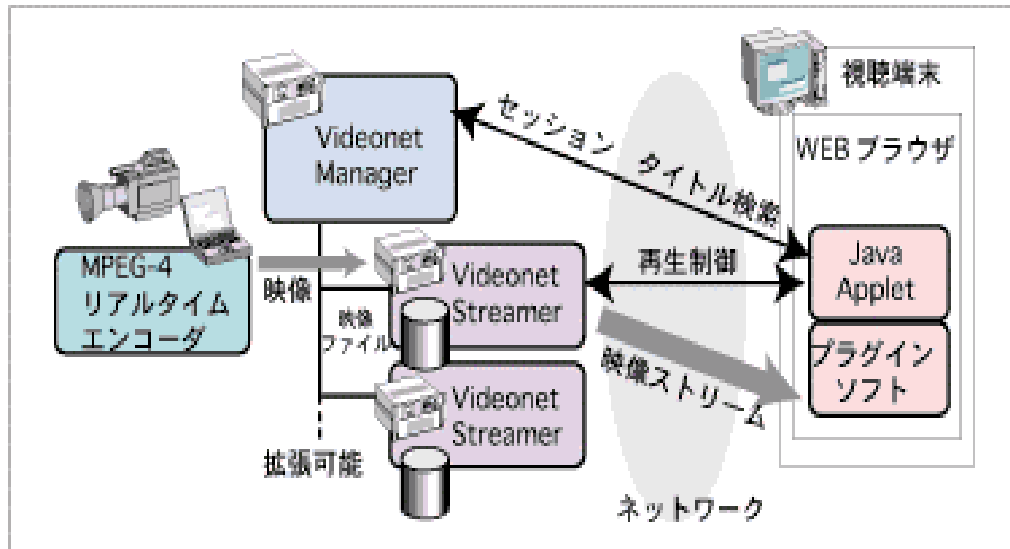 Videonet
Manager
セッション タイトル検索
視聴端末
WEB ブラウザ
MPEG-4
リアルタイム
エンコーダ
映像
Videonet
Streamer
再生制御
Java
Applet
映像
ファイル
プラグイン
ソフト
映像ストリーム
Videonet
Streamer
拡張可能
ネットワーク